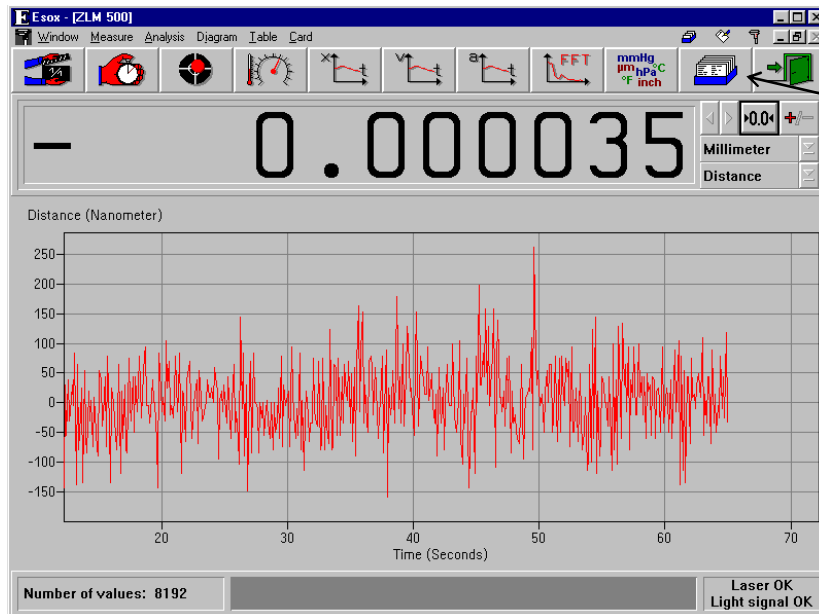 E Esox - [ZLM 500]
Window Measure Analysis Diagram Table Card
1/1 x t v t a t FFT mmHg
µm hPa °C
°F inch
- 0.000035
0.0 +/-
Millimeter
Distance
Distance (Nanometer)
250
200
150
100
50
0
-50
-100
-150
20 30 40 50 60 70
Time (Seconds)
Number of values: 8192
Laser OK
Light signal OK